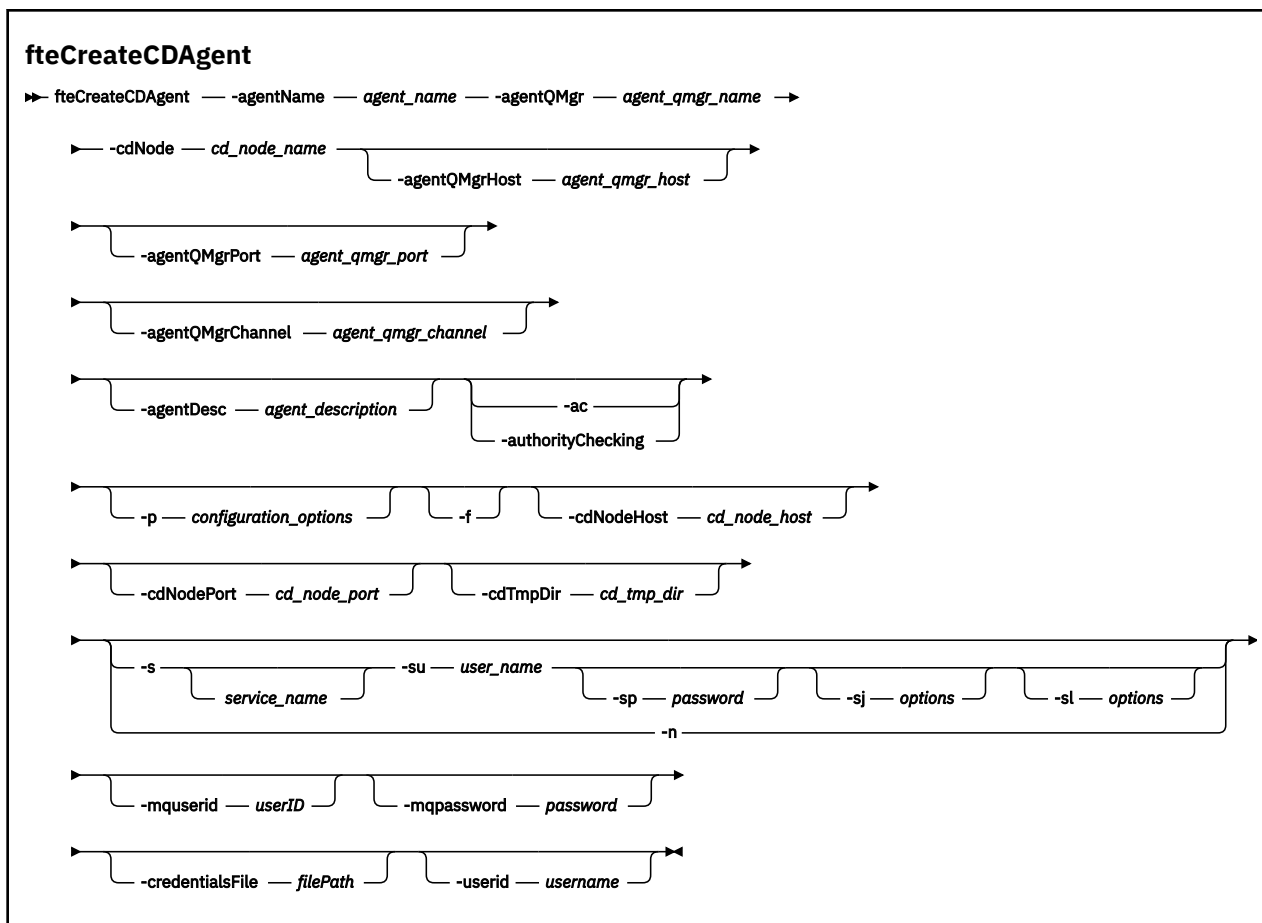 fteCreateCDAgent
fteCreateCDAgent -agentName agent_name -agentQMgr agent_qmgr_name
-cdNode cd_node_name
-agentQMgrHost agent_qmgr_host
-agentQMgrPort agent_qmgr_port
-agentQMgrChannel agent_qmgr_channel
-agentDesc agent_description
-ac
-authorityChecking
-p configuration_options -f -cdNodeHost cd_node_host
-cdNodePort cd_node_port -cdTmpDir cd_tmp_dir
-s -su user_name
service_name -sp password -sj options -sl options
-n
-mquserid userID -mqpassword password
-credentialsFile filePath -userid username